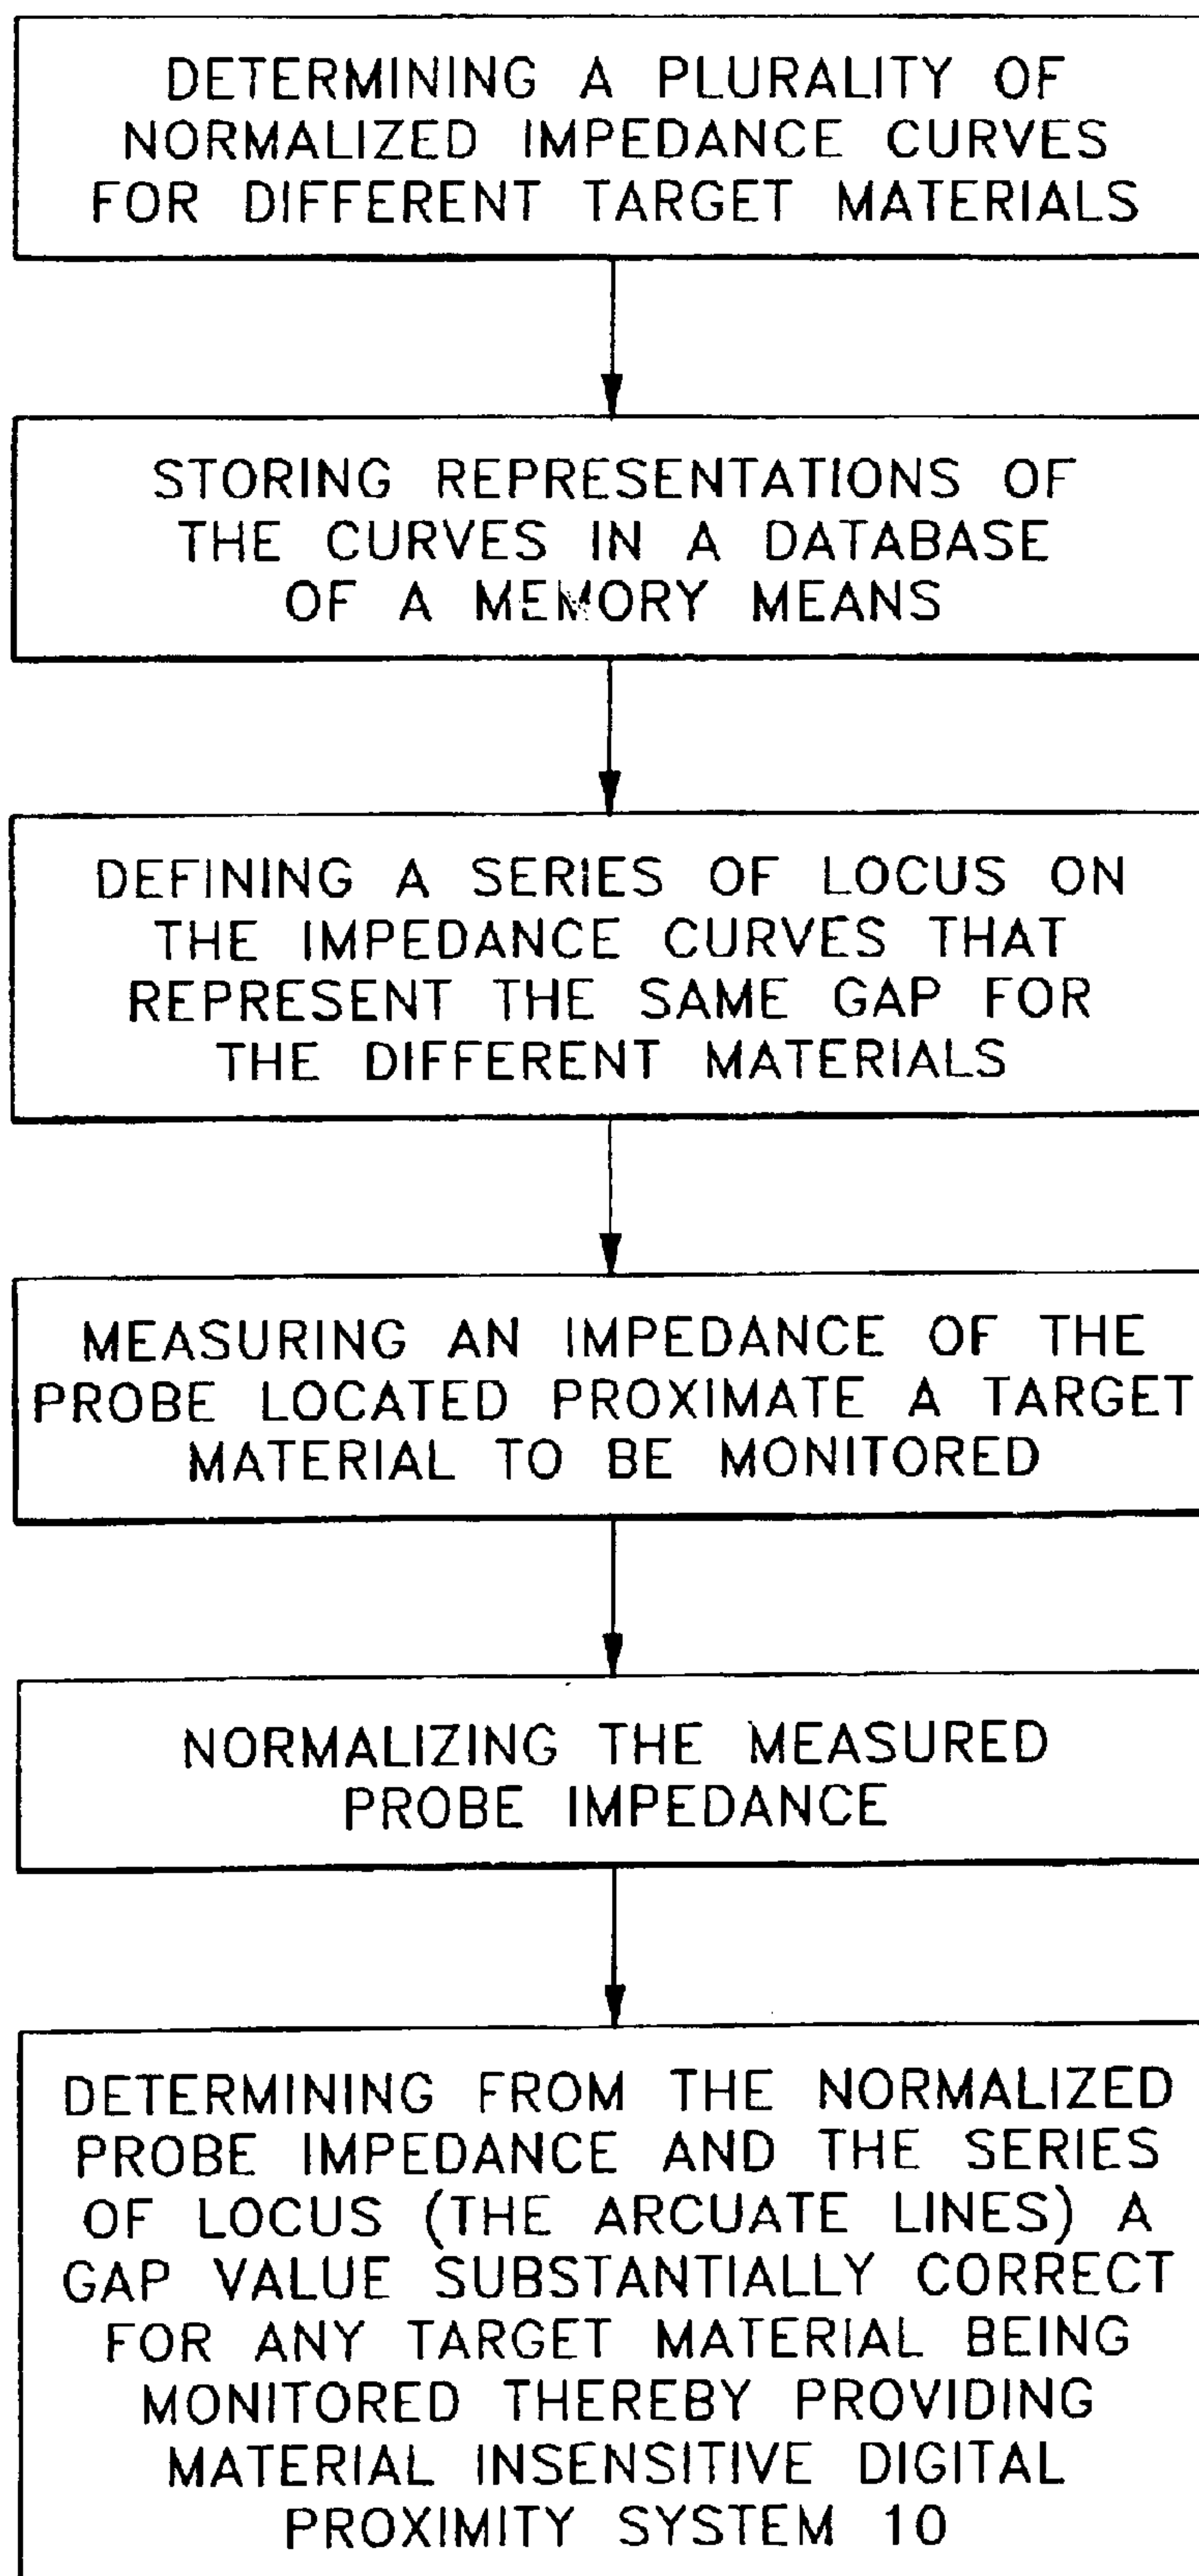 DETERMINING A PLURALITY OF
NORMALIZED IMPEDANCE CURVES
FOR DIFFERENT TARGET MATERIALS
STORING REPRESENTATIONS OF
THE CURVES IN A DATABASE
OF A MEMORY MEANS
DEFINING A SERIES OF LOCUS ON
THE IMPEDANCE CURVES THAT
REPRESENT THE SAME GAP FOR
THE DIFFERENT MATERIALS
MEASURING AN IMPEDANCE OF THE
PROBE LOCATED PROXIMATE A TARGET
MATERIAL TO BE MONITORED
NORMALIZING THE MEASURED
PROBE IMPEDANCE
DETERMINING FROM THE NORMALIZED
PROBE IMPEDANCE AND THE SERIES
OF LOCUS (THE ARCUATE LINES) A
GAP VALUE SUBSTANTIALLY CORRECT
FOR ANY TARGET MATERIAL BEING
MONITORED THEREBY PROVIDING
MATERIAL INSENSITIVE DIGITAL
PROXIMITY SYSTEM 10